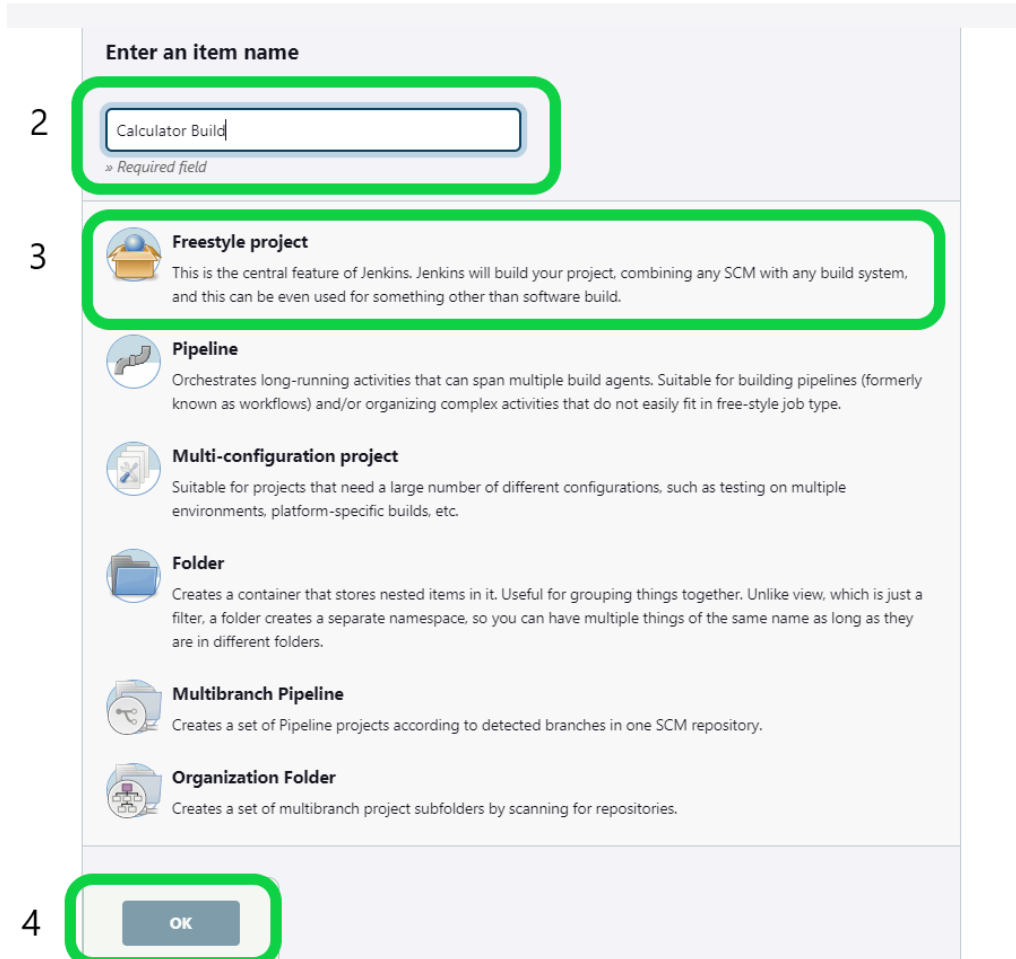 Enter an item name
2
Calculator Build
» Required field
3
Freestyle project
This is the central feature of Jenkins. Jenkins will build your project, combining any SCM with any build system,
and this can be even used for something other than software build.
Pipeline
Orchestrates long-running activities that can span multiple build agents. Suitable for building pipelines (formerly
known as workflows) and/or organizing complex activities that do not easily fit in free-style job type.
Multi-configuration project
Suitable for projects that need a large number of different configurations, such as testing on multiple
environments, platform-specific builds, etc.
Folder
Creates a container that stores nested items in it. Useful for grouping things together. Unlike view, which is just a
filter, a folder creates a separate namespace, so you can have multiple things of the same name as long as they
are in different folders.
Multibranch Pipeline
Creates a set of Pipeline projects according to detected branches in one SCM repository.
Organization Folder
Creates a set of multibranch project subfolders by scanning for repositories.
4
OK